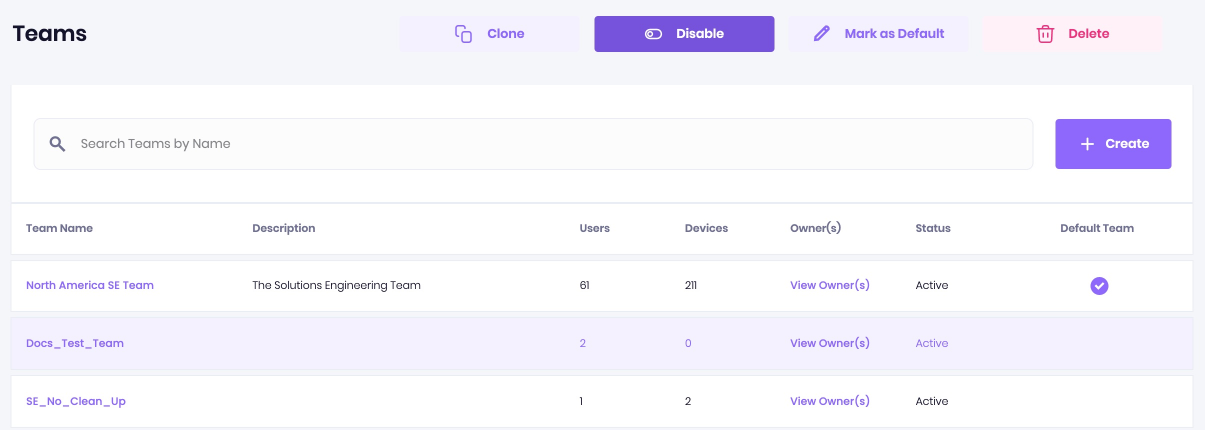 Teams Clone Disable Mark as Default Delete
Search Teams by Name Create
Team Name Description Users Devices Owner(s) Status Default Team
North America SE Team The Solutions Engineering Team 61 211 View Owner(s) Active
Docs_Test_Team 2 0 View Owner(s) Active
SE_No_Clean_Up 1 2 View Owner(s) Active